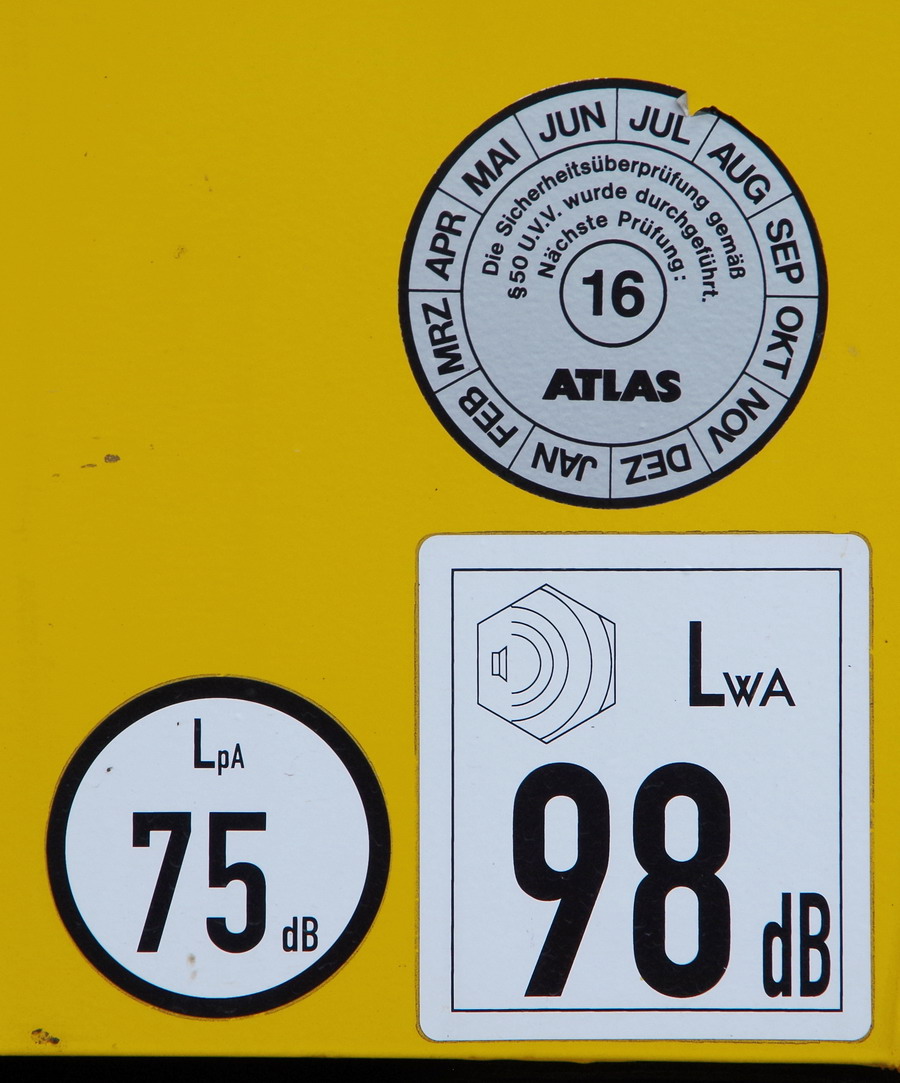 JAN FEB MRZ APR MAI JUN JUL AUG SEP OKT NOV DEZ
Die Sicherheitsüberprüfung gemäß
§50 U.V.V. wurde durchgeführt.
Nächste Prüfung:
16
ATLAS
LWA
98 dB
LpA
75 dB